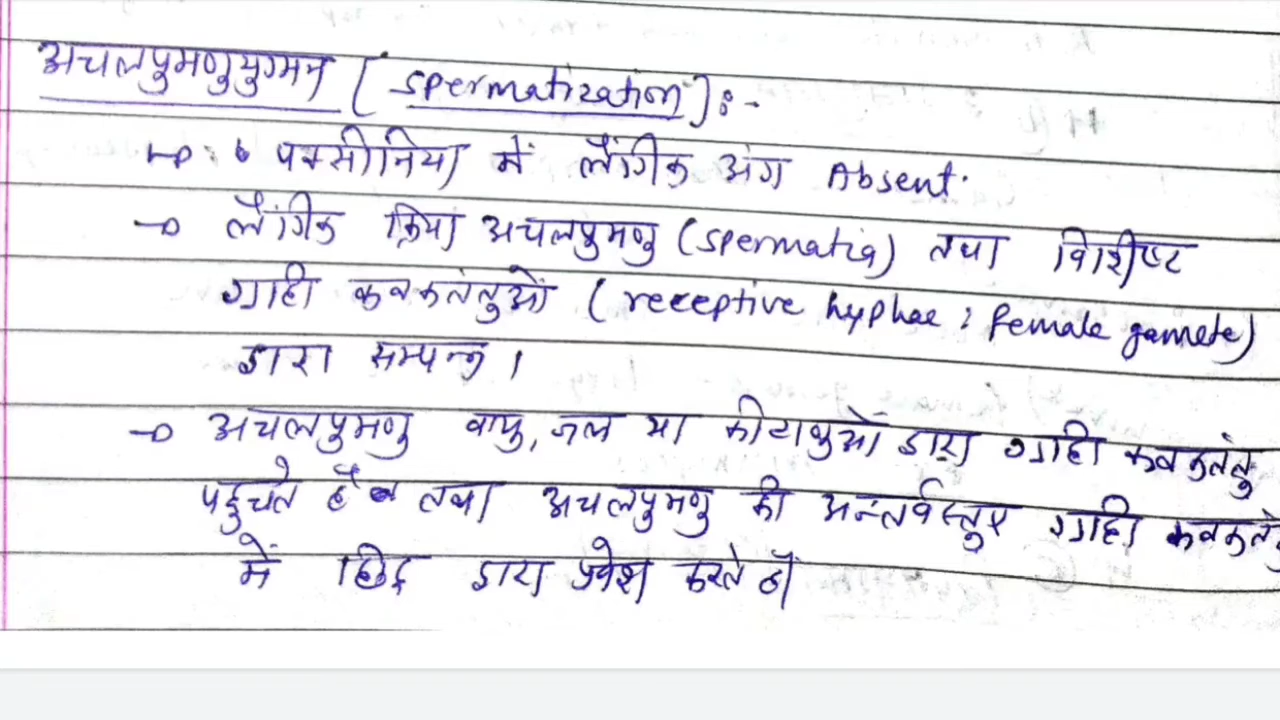 अचलपुमणुयुग्मन ( spermatization ) : -
→ पक्सीनिया में लैंगीक अंग Absent.
→ लैंगीक क्रिया अचलपुमणु (spermatia) तथा विशीष्ट
ग्राही कवकतंतुओं ( receptive hyphae : female gamete)
द्वारा सम्पन्न ।
→ अचलपुमणु वायु, जल या कीटाणुओं द्वारा ग्राही कवकतंतु
पहुचते हैं तथा अचलपुमणु की अन्तर्वस्तुए ग्राही कवकतंतु
में छिद्र द्वारा प्रवेश करते हैं